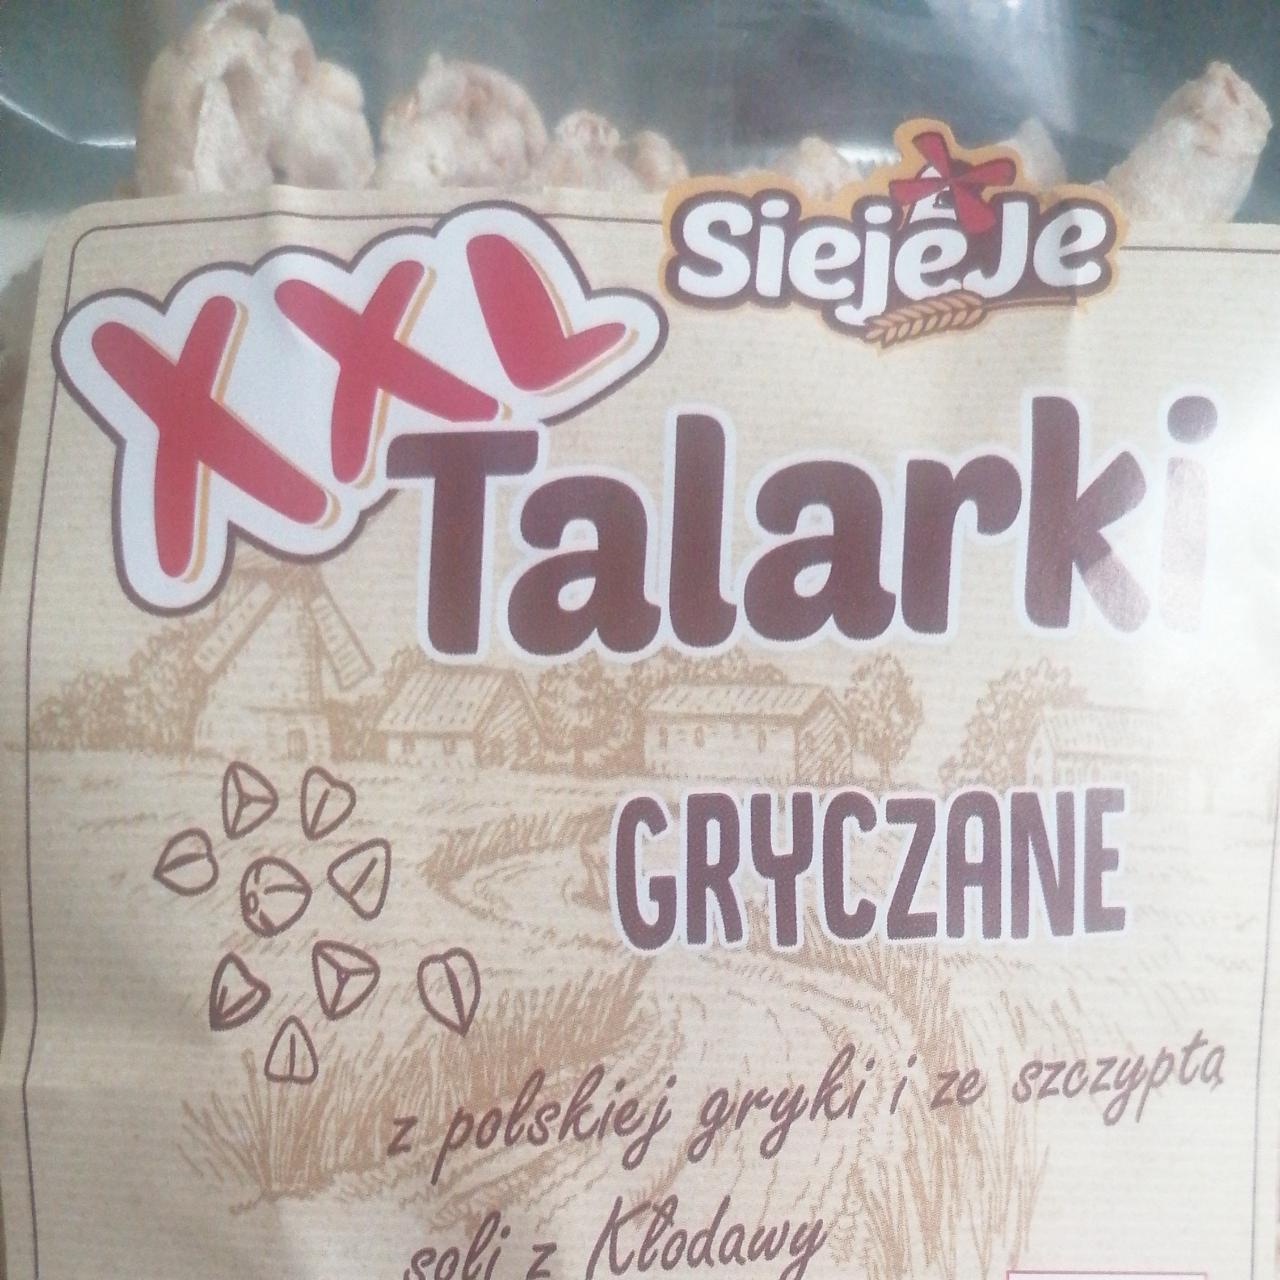 SiejeJe
XXL
Talarki
GRYCZANE
z polskiej gryki i ze szczyptą
soli z Kłodawy